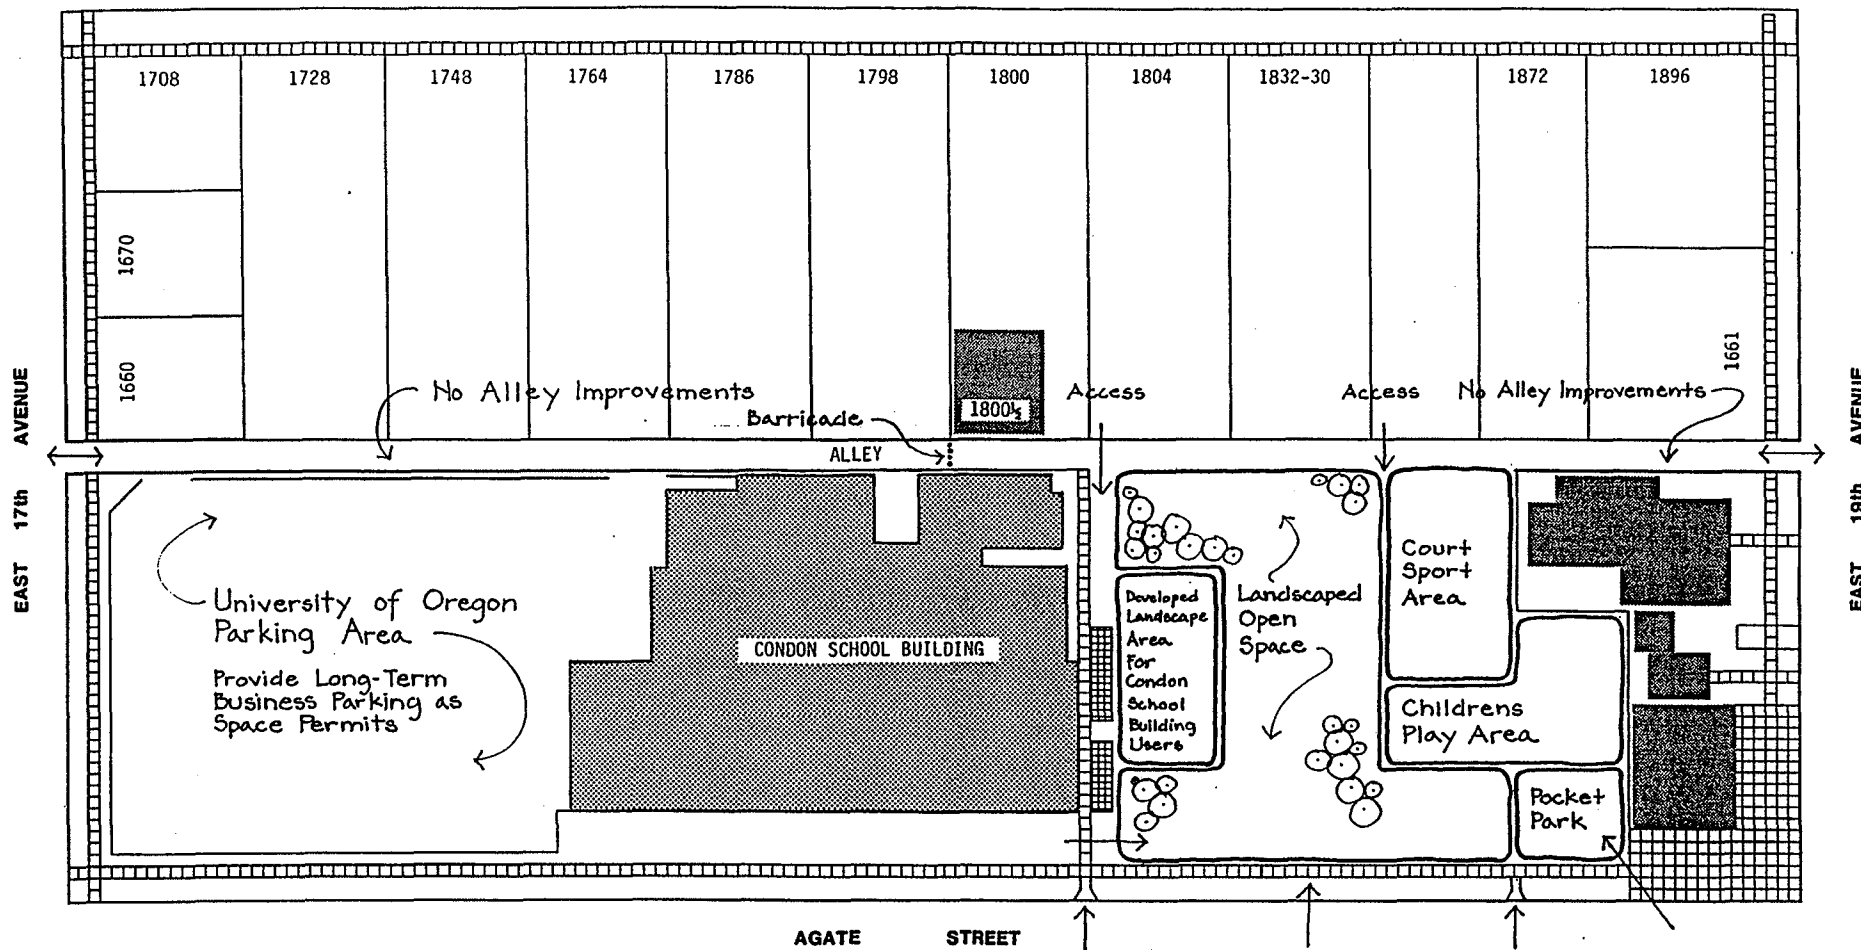 1708
1728
1748
1764
1786
1798
1800
1804
1832-30
1872
1896
1670
1660
1661
No Alley Improvements
Barricade
1800½
Access
Access
No Alley Improvements
ALLEY
EAST 17th AVENUE
EAST 19th AVENUE
University of Oregon
Parking Area
Provide Long-Term
Business Parking as
Space Permits
CONDON SCHOOL BUILDING
Developed
Landscape
Area
For
Condon
School
Building
Users
Landscaped
Open
Space
Court
Sport
Area
Childrens
Play Area
Pocket
Park
AGATE STREET